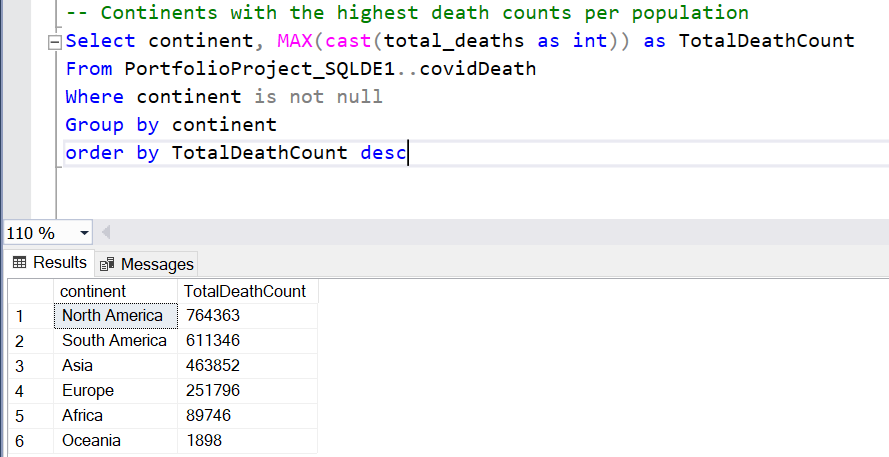 -- Continents with the highest death counts per population
Select continent, MAX(cast(total_deaths as int)) as TotalDeathCount
From PortfolioProject_SQLDE1..covidDeath
Where continent is not null
Group by continent
order by TotalDeathCount desc
110 %
Results Messages
continent TotalDeathCount
1 North America 764363
2 South America 611346
3 Asia 463852
4 Europe 251796
5 Africa 89746
6 Oceania 1898